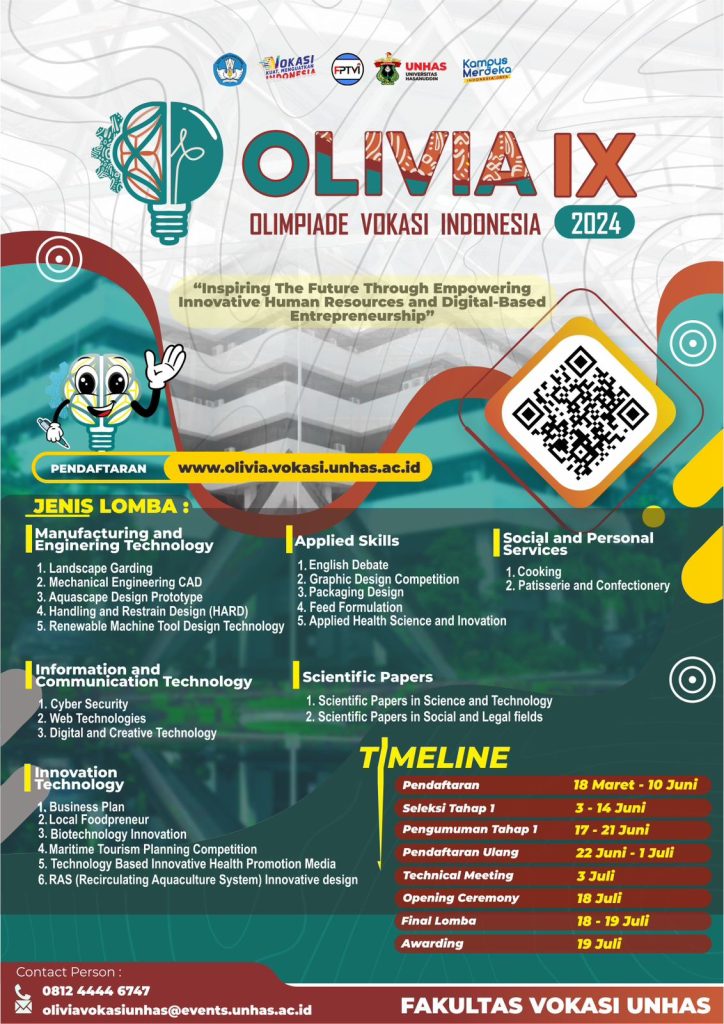 VOKASI
KUAT, MENGUATKAN
INDONESIA
FPTVI
UNHAS
UNIVERSITAS
HASANUDDIN
Kampus
Merdeka
INDONESIA JAYA
OLIVIA IX
OLIMPIADE VOKASI INDONESIA 2024
“Inspiring The Future Through Empowering
Innovative Human Resources and Digital-Based
Entrepreneurship”
PENDAFTARAN www.olivia.vokasi.unhas.ac.id
JENIS LOMBA :
Manufacturing and
Enginering Technology
1. Landscape Garding
2. Mechanical Engineering CAD
3. Aquascape Design Prototype
4. Handling and Restrain Design (HARD)
5. Renewable Machine Tool Design Technology
Applied Skills
1. English Debate
2. Graphic Design Competition
3. Packaging Design
4. Feed Formulation
5. Applied Health Science and Inovation
Social and Personal
Services
1. Cooking
2. Patisserie and Confectionery
Information and
Communication Technology
1. Cyber Security
2. Web Technologies
3. Digital and Creative Technology
Scientific Papers
1. Scientific Papers in Science and Technology
2. Scientific Papers in Social and Legal fields
Innovation
Technology
1. Business Plan
2. Local Foodpreneur
3. Biotechnology Innovation
4. Maritime Tourism Planning Competition
5. Technology Based Innovative Health Promotion Media
6. RAS (Recirculating Aquaculture System) Innovative design
TIMELINE
Pendaftaran 18 Maret - 10 Juni
Seleksi Tahap 1 3 - 14 Juni
Pengumuman Tahap 1 17 - 21 Juni
Pendaftaran Ulang 22 Juni - 1 Juli
Technical Meeting 3 Juli
Opening Ceremony 18 Juli
Final Lomba 18 - 19 Juli
Awarding 19 Juli
Contact Person :
0812 4444 6747
oliviavokasiunhas@events.unhas.ac.id
FAKULTAS VOKASI UNHAS